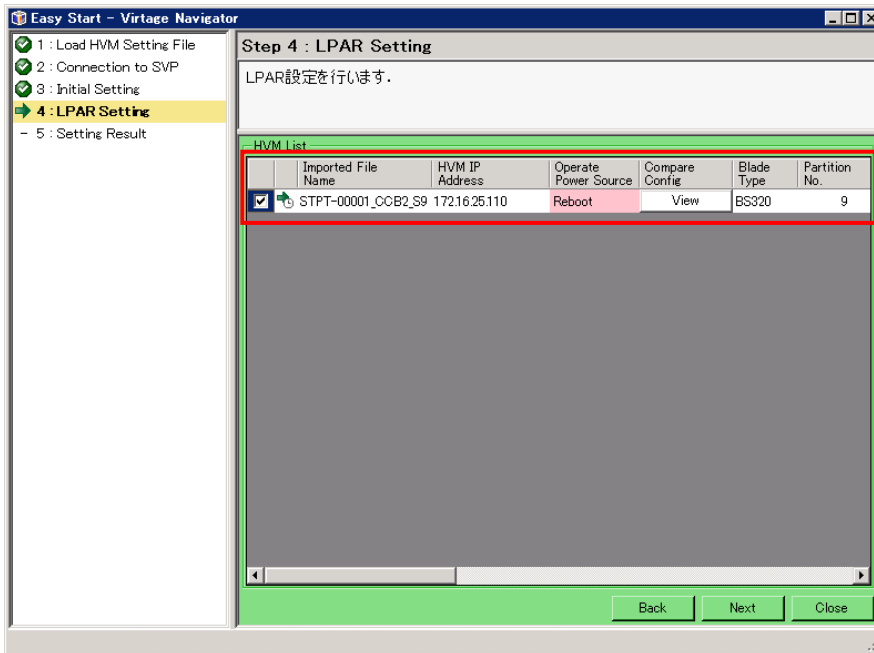 Easy Start - Virtage Navigator
1 : Load HVM Setting File
2 : Connection to SVP
3 : Initial Setting
4 : LPAR Setting
- 5 : Setting Result
Step 4 : LPAR Setting
LPAR設定を行います.
HVM List
Imported File Name
HVM IP Address
Operate Power Source
Compare Config
Blade Type
Partition No.
STPT-00001_CCB2_S9 172.16.25.110 Reboot View BS320 9
Back Next Close